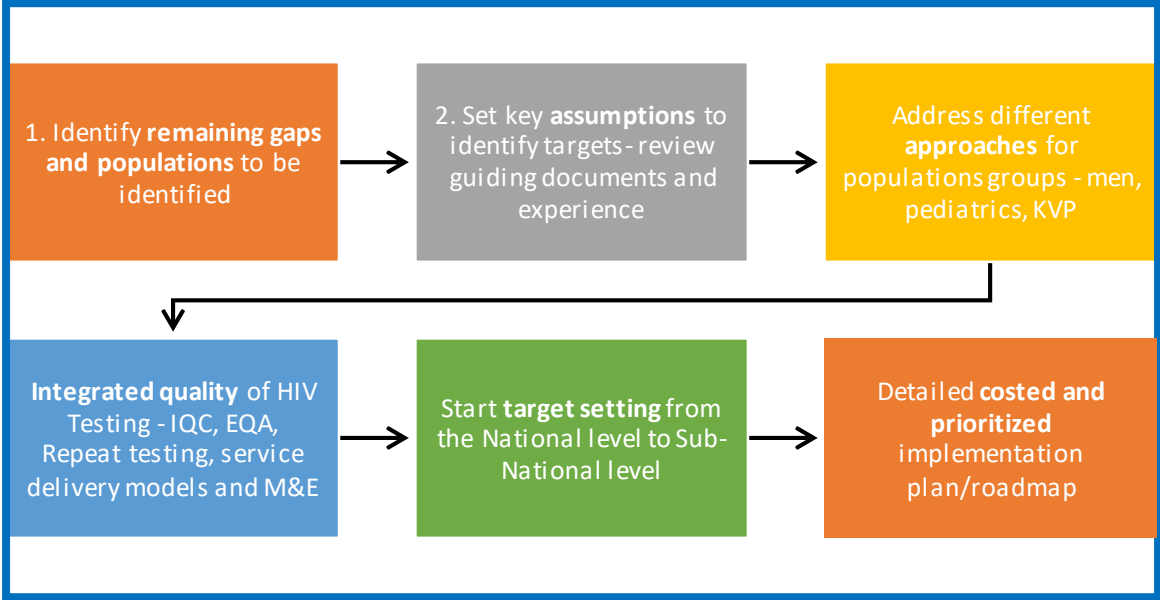 1. Identify remaining gaps
and populations to be
identified
2. Set key assumptions to
identify targets - review
guiding documents and
experience
Address different
approaches for
populations groups - men,
pediatrics, KVP
Integrated quality of HIV
Testing - IQC, EQA,
Repeat testing, service
delivery models and M&E
Start target setting from
the National level to Sub-
National level
Detailed costed and
prioritized
implementation
plan/roadmap